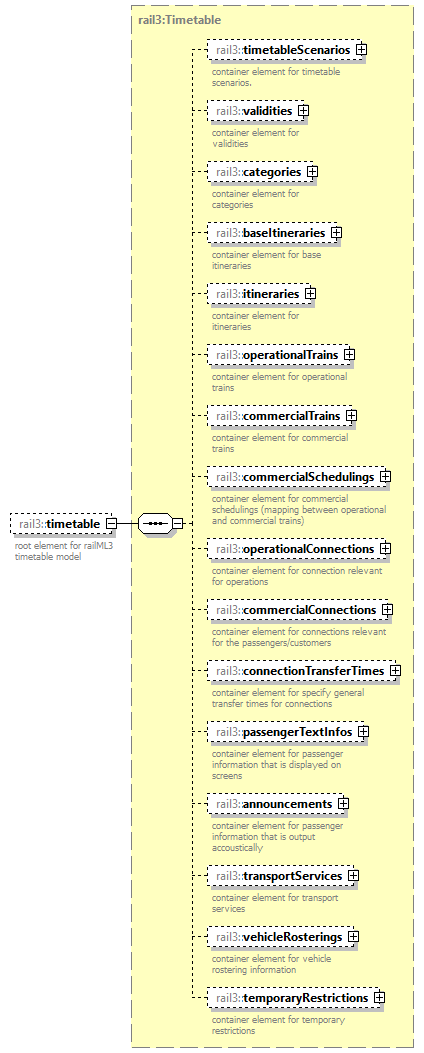 rail3:Timetable
rail3::timetableScenarios
container element for timetable
scenarios.
rail3::validities
container element for
validities
rail3::categories
container element for
categories
rail3::baseItineraries
container element for base
itineraries
rail3::itineraries
container element for
itineraries
rail3::operationalTrains
container element for operational
trains
rail3::commercialTrains
container element for commercial
trains
rail3::commercialSchedulings
container element for commercial
schedulings (mapping between operational
and commercial trains)
rail3::timetable
root element for railML3
timetable model
rail3::operationalConnections
container element for connection relevant
for operations
rail3::commercialConnections
container element for connections relevant
for the passengers/customers
rail3::connectionTransferTimes
container element for specify general
transfer times for connections
rail3::passengerTextInfos
container element for passenger
information that is displayed on
screens
rail3::announcements
container element for passenger
information that is output
accoustically
rail3::transportServices
container element for transport
services
rail3::vehicleRosterings
container element for vehicle
rostering information
rail3::temporaryRestrictions
container element for temporary
restrictions